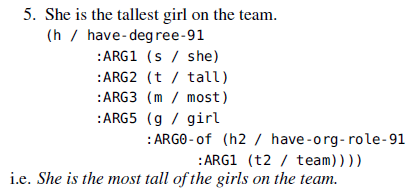 5. She is the tallest girl on the team.
(h / have-degree-91
:ARG1 (s / she)
:ARG2 (t / tall)
:ARG3 (m / most)
:ARG5 (g / girl
:ARG0-of (h2 / have-org-role-91
:ARG1 (t2 / team))))
i.e. She is the most tall of the girls on the team.